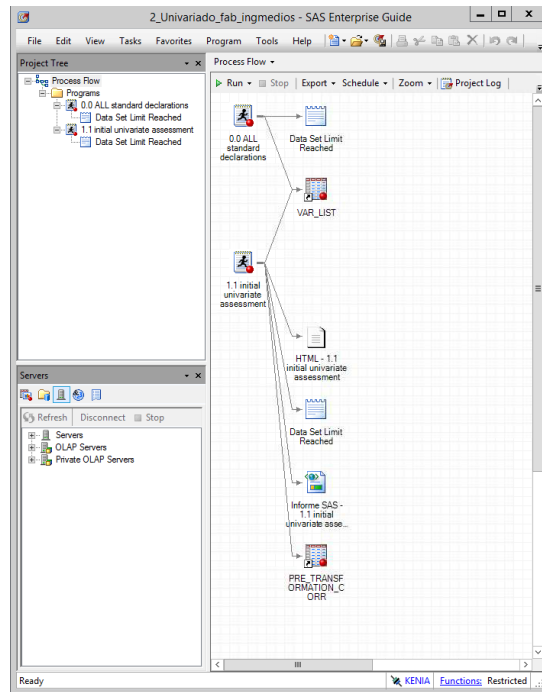 2_Univariado_fab_ingmedios - SAS Enterprise Guide
File Edit View Tasks Favorites Program Tools Help
Project Tree
Process Flow
Programs
0.0 ALL standard declarations
Data Set Limit Reached
1.1 initial univariate assessment
Data Set Limit Reached
Servers
Refresh Disconnect Stop
Servers
OLAP Servers
Private OLAP Servers
Process Flow
Run Stop Export Schedule Zoom Project Log
0.0 ALL
standard
declarations
Data Set Limit
Reached
VAR_LIST
1.1 initial
univariate
assessment
HTML - 1.1
initial univariate
assessment
Data Set Limit
Reached
Informe SAS -
1.1 initial
univariate asse...
PRE_TRANSF
ORMATION_C
ORR
Ready
KENIA Functions: Restricted